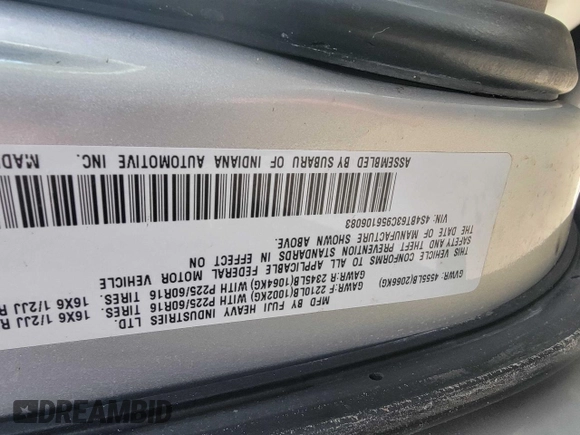 MFG BY FUJI HEAVY INDUSTRIES LTD.
GVWR: 4555LB(2066KG)
GAWR:F 2210LB(1002KG) WITH P225/60R16 TIRES. 16X6 1/2JJ R
GAWR:R 2345LB(1064KG) WITH P225/60R16 TIRES. 16X6 1/2JJ R
THIS VEHICLE CONFORMS TO ALL APPLICABLE FEDERAL MOTOR VEHICLE
SAFETY AND THEFT PREVENTION STANDARDS IN EFFECT ON
THE DATE OF MANUFACTURE SHOWN ABOVE.
VIN: 4S4BT63C956106083
ASSEMBLED BY SUBARU OF INDIANA AUTOMOTIVE INC. MAD
DREAMBID